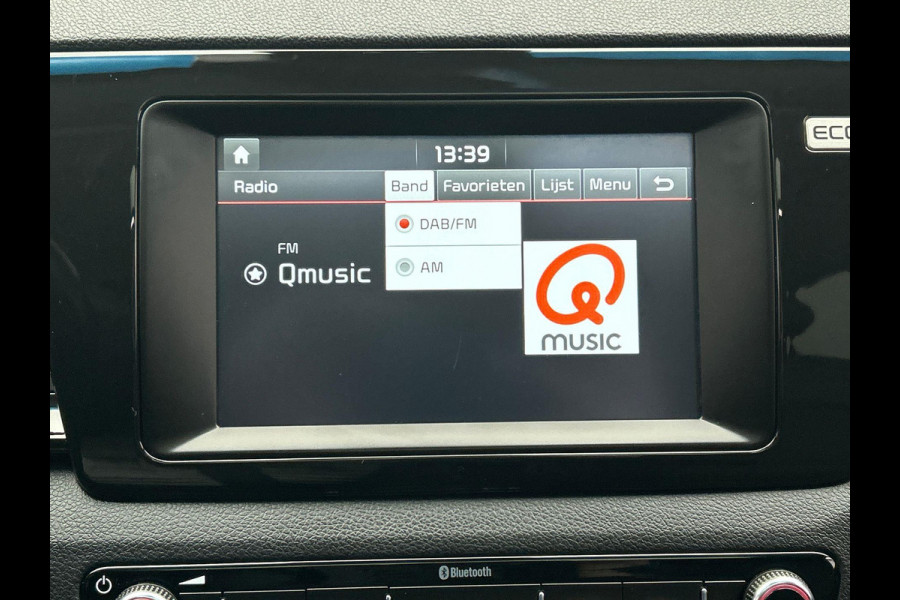 13:39
Radio Band Favorieten Lijst Menu
DAB/FM
FM
AM
Qmusic
MUSIC
ECO
Bluetooth